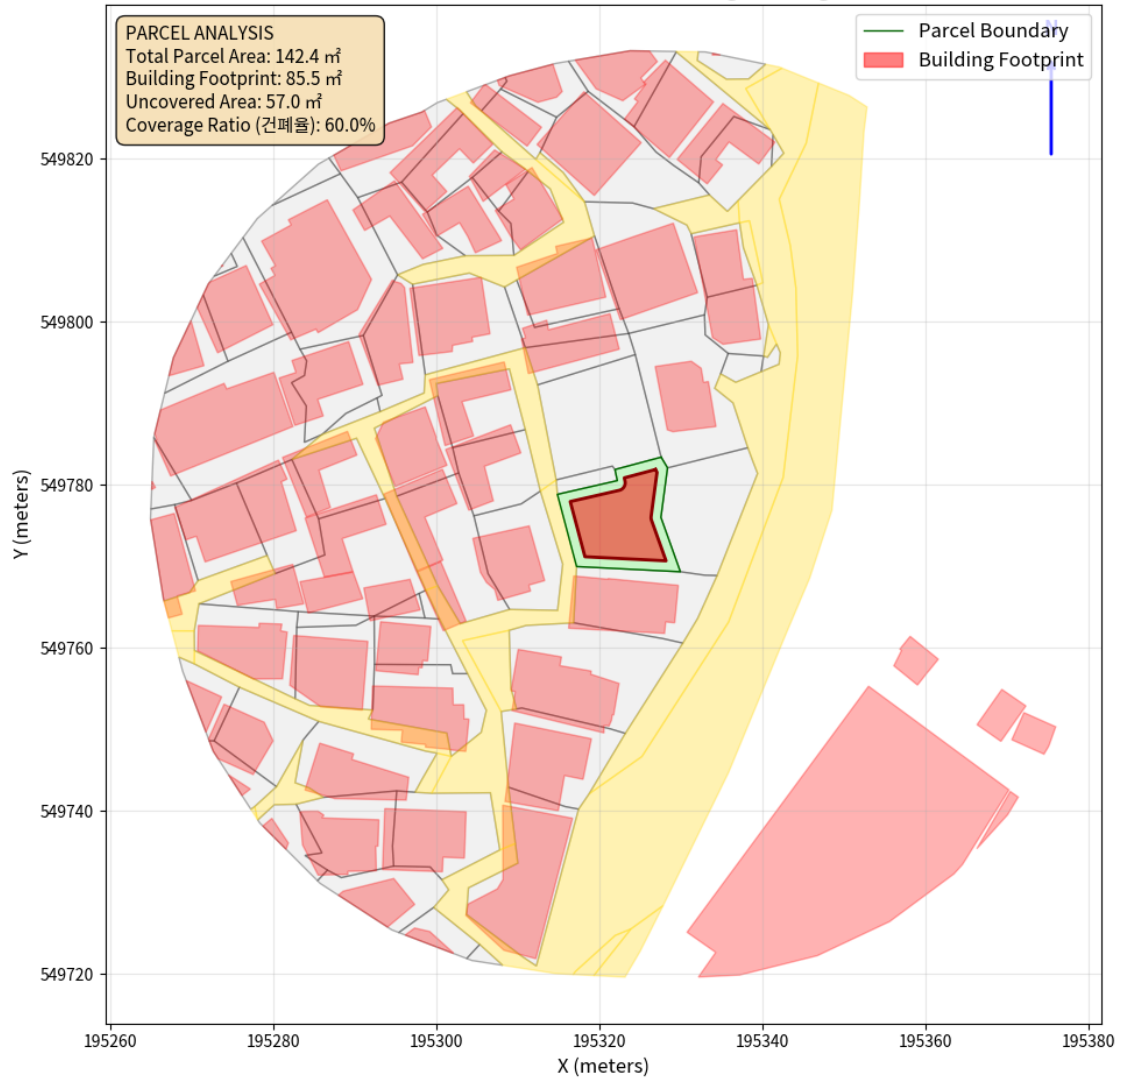 PARCEL ANALYSIS
Total Parcel Area: 142.4 ㎡
Building Footprint: 85.5 ㎡
Uncovered Area: 57.0 ㎡
Coverage Ratio (건폐율): 60.0%
Parcel Boundary
Building Footprint
N
549820
549800
549780
549760
549740
549720
Y (meters)
195260
195280
195300
195320
195340
195360
195380
X (meters)